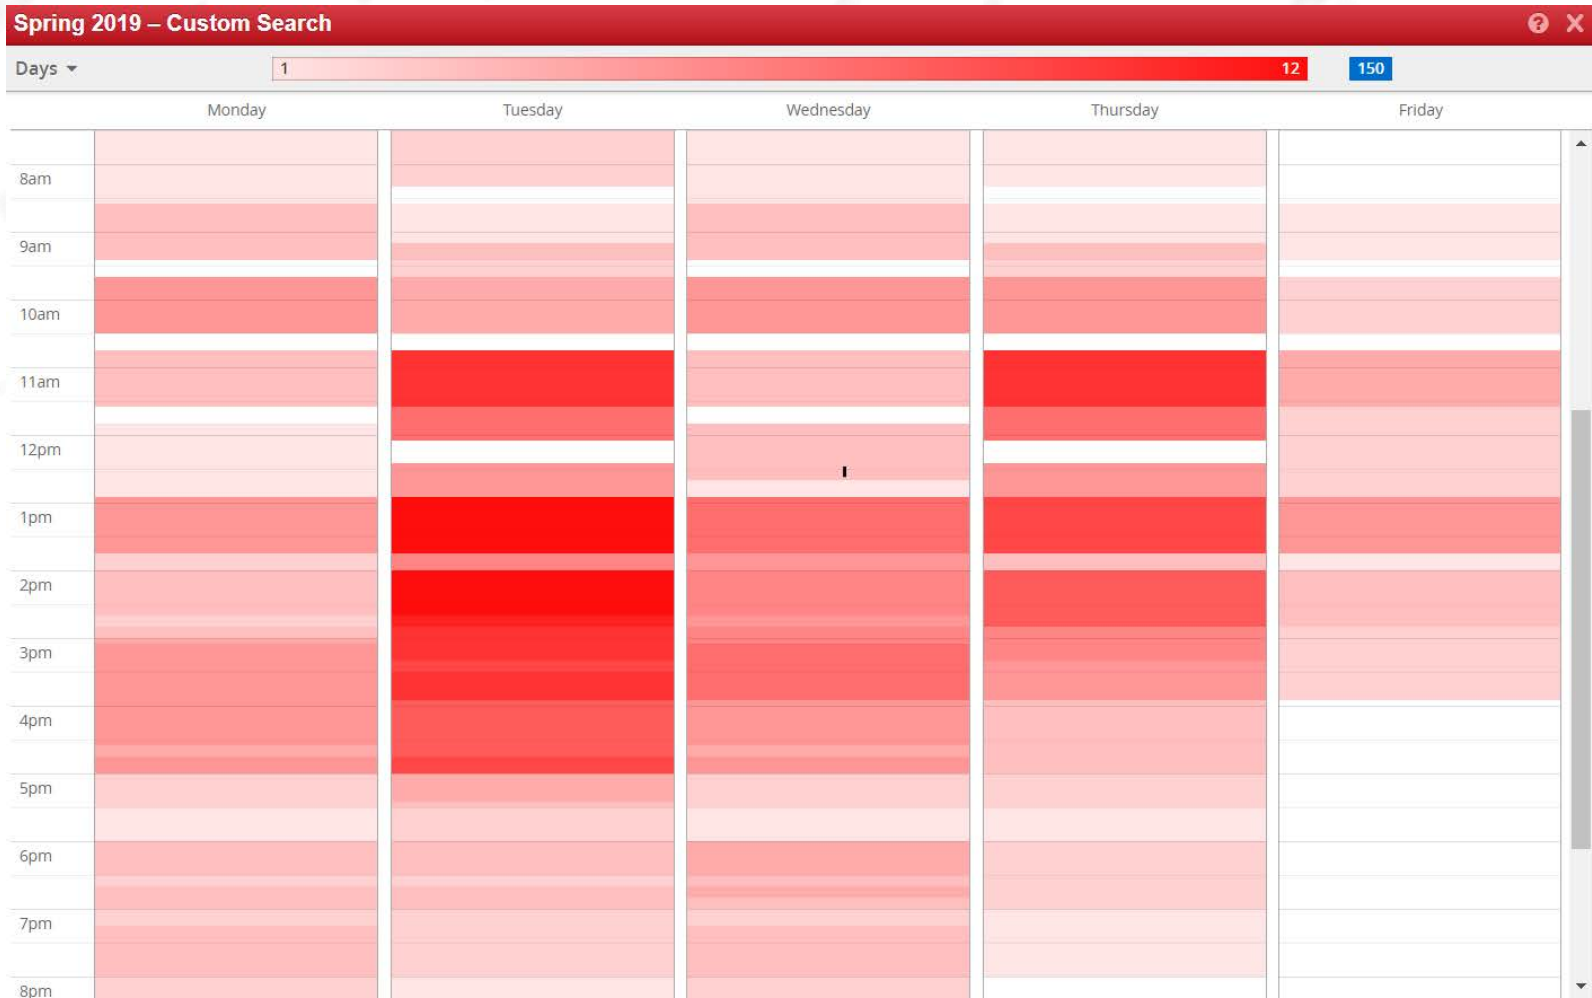 Spring 2019 – Custom Search
Days
1
12
150
Monday
Tuesday
Wednesday
Thursday
Friday
8am
9am
10am
11am
12pm
1pm
2pm
3pm
4pm
5pm
6pm
7pm
8pm